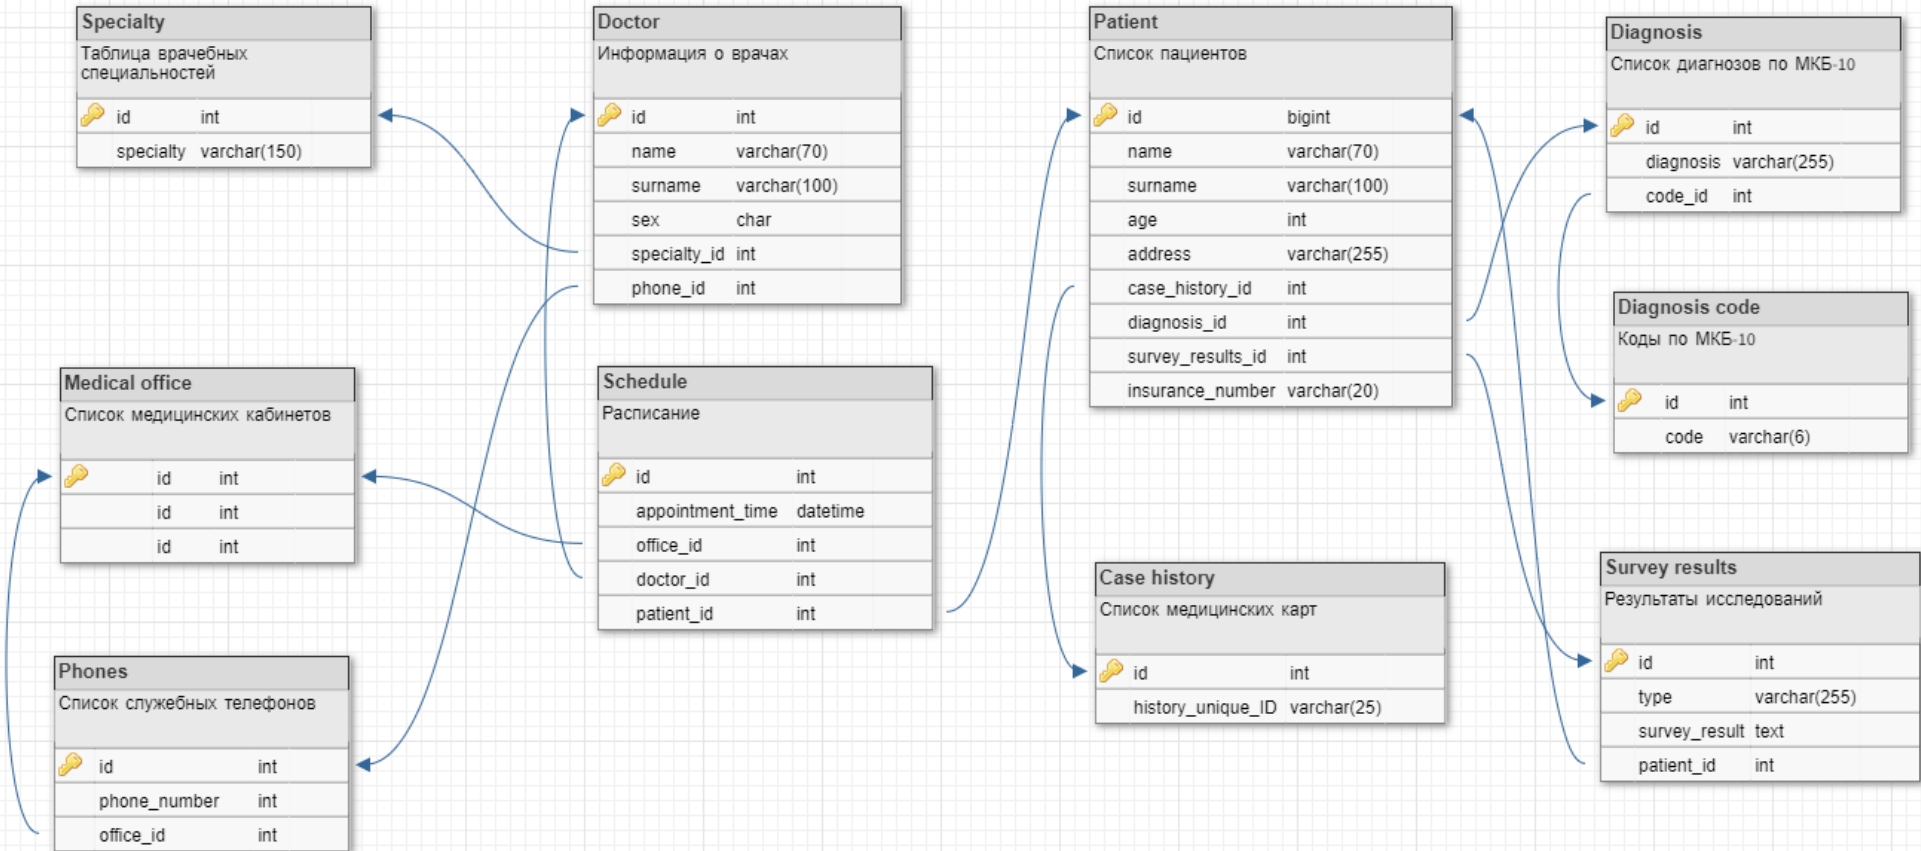 Specialty
Таблица врачебных
специальностей
id int
specialty varchar(150)
Doctor
Информация о врачах
id int
name varchar(70)
surname varchar(100)
sex char
specialty_id int
phone_id int
Patient
Список пациентов
id bigint
name varchar(70)
surname varchar(100)
age int
address varchar(255)
case_history_id int
diagnosis_id int
survey_results_id int
insurance_number varchar(20)
Diagnosis
Список диагнозов по МКБ-10
id int
diagnosis varchar(255)
code_id int
Diagnosis code
Коды по МКБ-10
id int
code varchar(6)
Medical office
Список медицинских кабинетов
id int
id int
id int
Schedule
Расписание
id int
appointment_time datetime
office_id int
doctor_id int
patient_id int
Case history
Список медицинских карт
id int
history_unique_ID varchar(25)
Survey results
Результаты исследований
id int
type varchar(255)
survey_result text
patient_id int
Phones
Список служебных телефонов
id int
phone_number int
office_id int